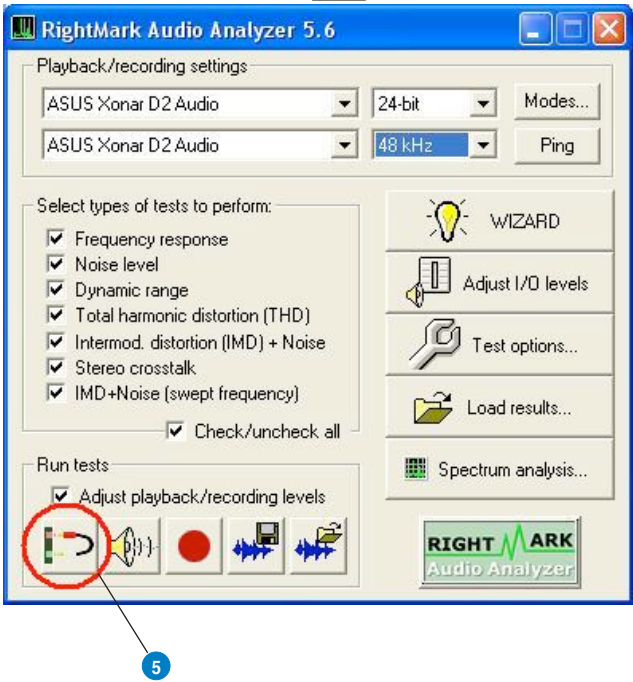 RightMark Audio Analyzer 5.6
Playback/recording settings
ASUS Xonar D2 Audio
24-bit
Modes...
ASUS Xonar D2 Audio
48 kHz
Ping
Select types of tests to perform:
Frequency response
Noise level
Dynamic range
Total harmonic distortion (THD)
Intermod. distortion (IMD) + Noise
Stereo crosstalk
IMD+Noise (swept frequency)
Check/uncheck all
WIZARD
Adjust I/O levels
Test options...
Load results...
Spectrum analysis...
Run tests
Adjust playback/recording levels
RIGHT MARK
Audio Analyzer
5